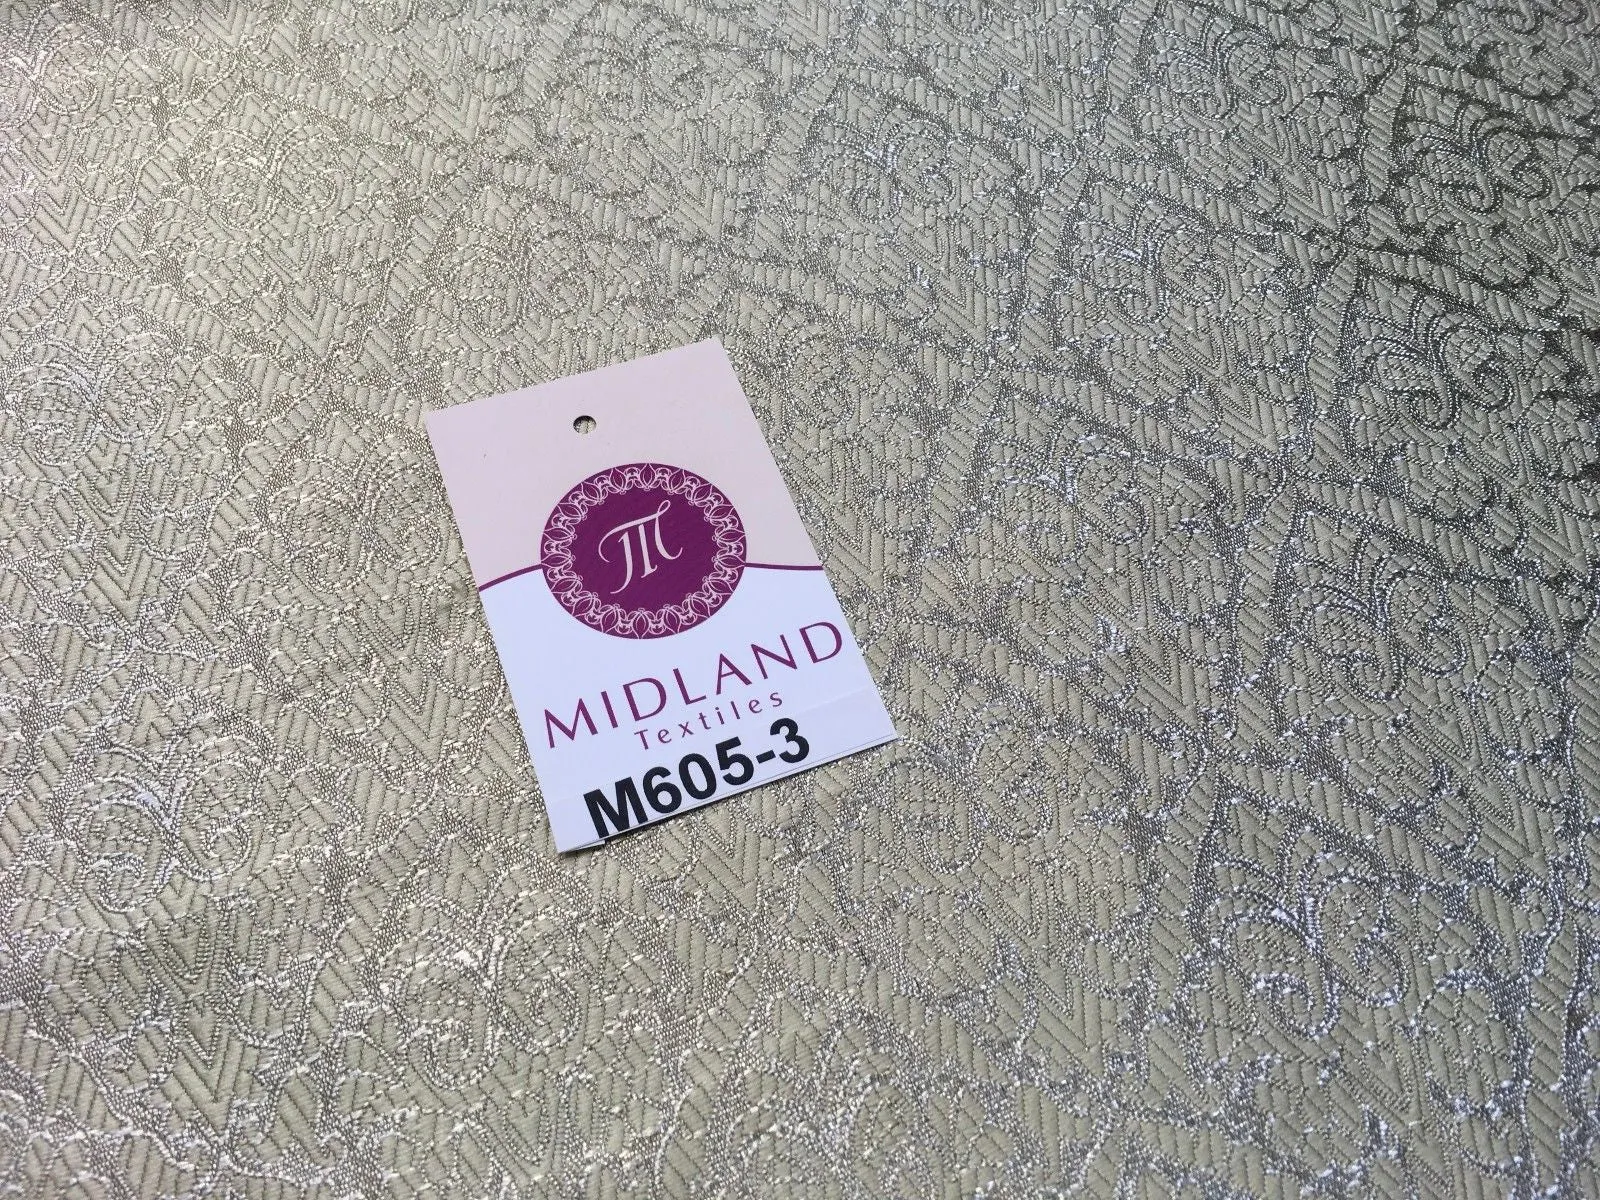 m
MIDLAND
Textiles
M605-3